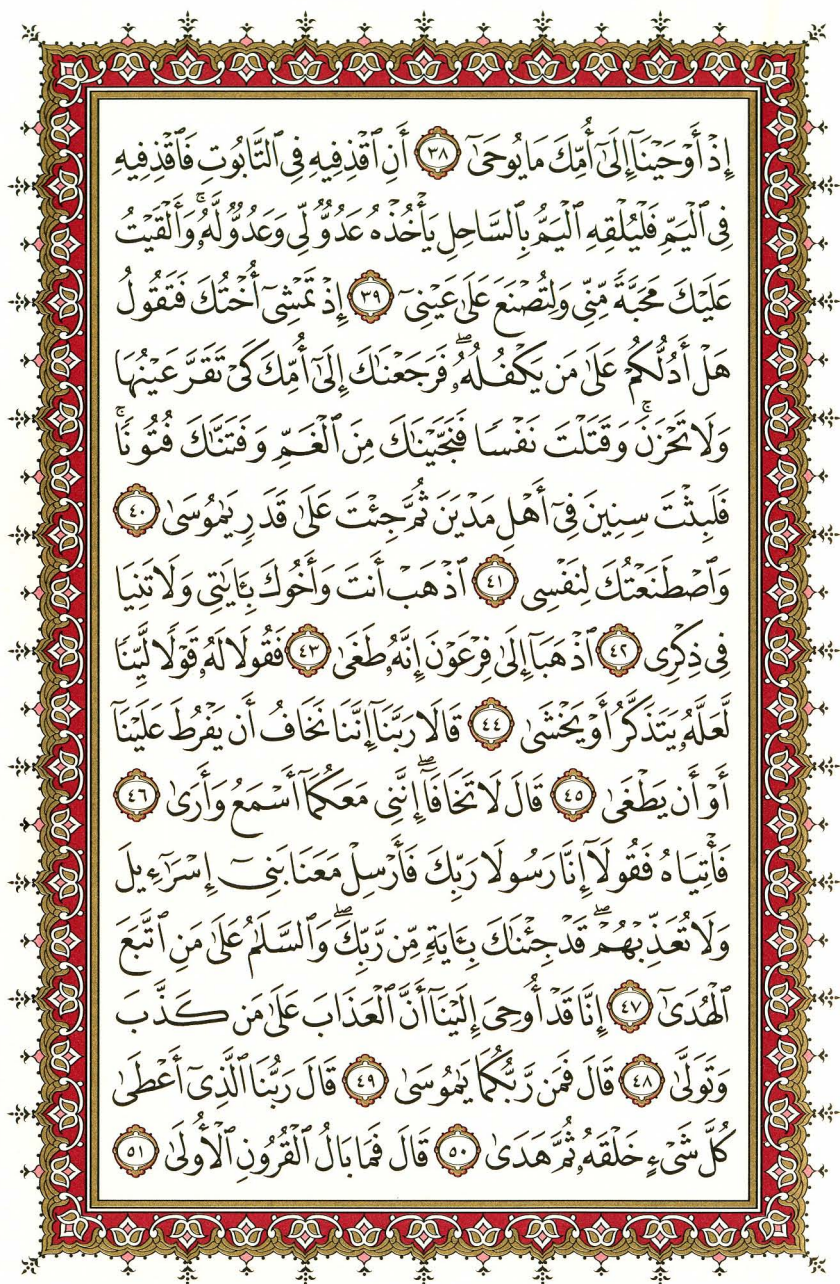 إِذْ أَوْحَيْنَآ إِلَىٰٓ أُمِّكَ مَا يُوحَىٰٓ ٣٨ أَنِ ٱقْذِفِيهِ فِى ٱلتَّابُوتِ فَٱقْذِفِيهِ
فِى ٱلْيَمِّ فَلْيُلْقِهِ ٱلْيَمُّ بِٱلسَّاحِلِ يَأْخُذْهُ عَدُوٌّ لِّى وَعَدُوٌّ لَّهُۥ ۚ وَأَلْقَيْتُ
عَلَيْكَ مَحَبَّةً مِّنِّى وَلِتُصْنَعَ عَلَىٰ عَيْنِىٓ ٣٩ إِذْ تَمْشِىٓ أُخْتُكَ فَتَقُولُ
هَلْ أَدُلُّكُمْ عَلَىٰ مَن يَكْفُلُهُۥ ۖ فَرَجَعْنَـٰكَ إِلَىٰٓ أُمِّكَ كَىْ تَقَرَّ عَيْنُهَا
وَلَا تَحْزَنَ ۚ وَقَتَلْتَ نَفْسًا فَنَجَّيْنَـٰكَ مِنَ ٱلْغَمِّ وَفَتَنَّـٰكَ فُتُونًا ۚ
فَلَبِثْتَ سِنِينَ فِىٓ أَهْلِ مَدْيَنَ ثُمَّ جِئْتَ عَلَىٰ قَدَرٍ يَـٰمُوسَىٰ ٤٠
وَٱصْطَنَعْتُكَ لِنَفْسِى ٤١ ٱذْهَبْ أَنتَ وَأَخُوكَ بِـَٔايَـٰتِى وَلَا تَنِيَا
فِى ذِكْرِى ٤٢ ٱذْهَبَآ إِلَىٰ فِرْعَوْنَ إِنَّهُۥ طَغَىٰ ٤٣ فَقُولَا لَهُۥ قَوْلًا لَّيِّنًا
لَّعَلَّهُۥ يَتَذَكَّرُ أَوْ يَخْشَىٰ ٤٤ قَالَا رَبَّنَآ إِنَّنَا نَخَافُ أَن يَفْرُطَ عَلَيْنَآ
أَوْ أَن يَطْغَىٰ ٤٥ قَالَ لَا تَخَافَآ ۖ إِنَّنِى مَعَكُمَآ أَسْمَعُ وَأَرَىٰ ٤٦
فَأْتِيَاهُ فَقُولَآ إِنَّا رَسُولَا رَبِّكَ فَأَرْسِلْ مَعَنَا بَنِىٓ إِسْرَٰٓءِيلَ
وَلَا تُعَذِّبْهُمْ ۖ قَدْ جِئْنَـٰكَ بِـَٔايَةٍ مِّن رَّبِّكَ ۖ وَٱلسَّلَـٰمُ عَلَىٰ مَنِ ٱتَّبَعَ
ٱلْهُدَىٰٓ ٤٧ إِنَّا قَدْ أُوحِىَ إِلَيْنَآ أَنَّ ٱلْعَذَابَ عَلَىٰ مَن كَذَّبَ
وَتَوَلَّىٰ ٤٨ قَالَ فَمَن رَّبُّكُمَا يَـٰمُوسَىٰ ٤٩ قَالَ رَبُّنَا ٱلَّذِىٓ أَعْطَىٰ
كُلَّ شَىْءٍ خَلْقَهُۥ ثُمَّ هَدَىٰ ٥٠ قَالَ فَمَا بَالُ ٱلْقُرُونِ ٱلْأُولَىٰ ٥١